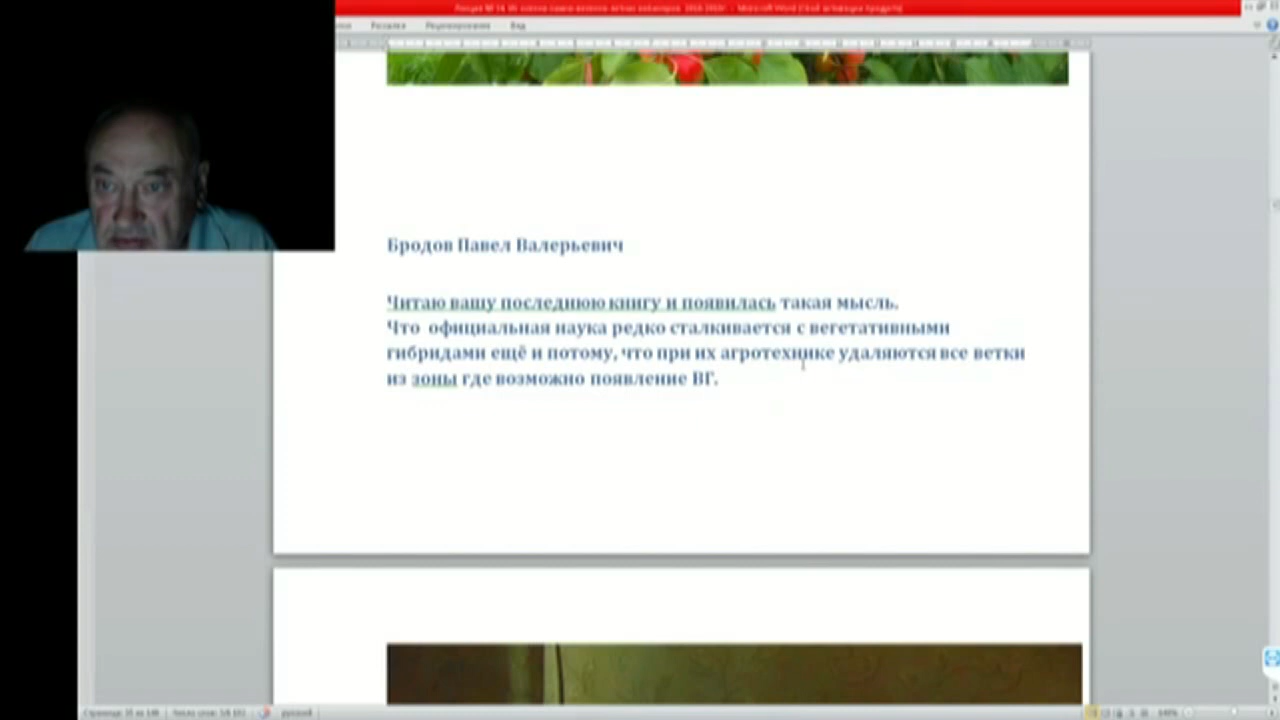 Рецензирование Вид
Бродов Павел Валерьевич
Читаю вашу последнюю книгу и появилась такая мысль.
Что официальная наука редко сталкивается с вегетативными
гибридами ещё и потому, что при их агротехнике удаляются все ветки
из зоны где возможно появление ВГ.
русский